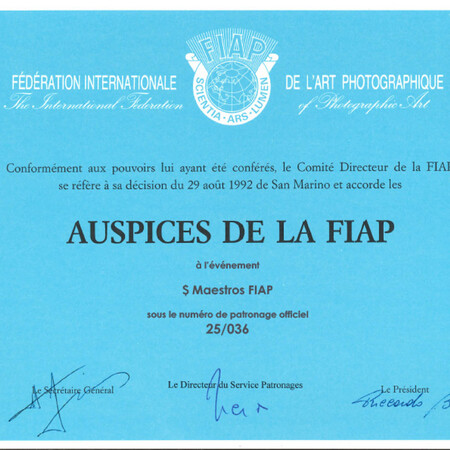 FIAP
SCIENTIA - ARS - LUMEN
FÉDÉRATION INTERNATIONALE DE L'ART PHOTOGRAPHIQUE
The International Federation of Photographic Art
Conformément aux pouvoirs lui ayant été conférés, le Comité Directeur de la FIAP
se réfère à sa décision du 29 août 1992 de San Marino et accorde les
AUSPICES DE LA FIAP
à l'événement
$ Maestros FIAP
sous le numéro de patronage officiel
25/036
Le Secrétaire Général Le Directeur du Service Patronages Le Président
Riccardo